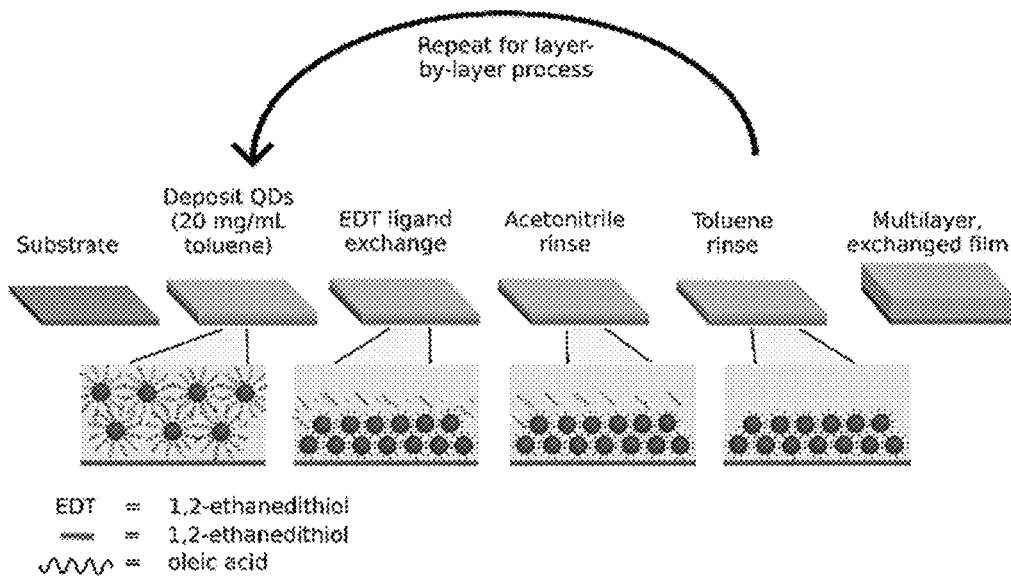 Repeat for layer-
by-layer process
Substrate
Deposit QDs
(20 mg/mL
toluene)
EDT ligand
exchange
Acetonitrile
rinse
Toluene
rinse
Multilayer,
exchanged film
EDT = 1,2-ethanedithiol
= 1,2-ethanedithiol
= oleic acid